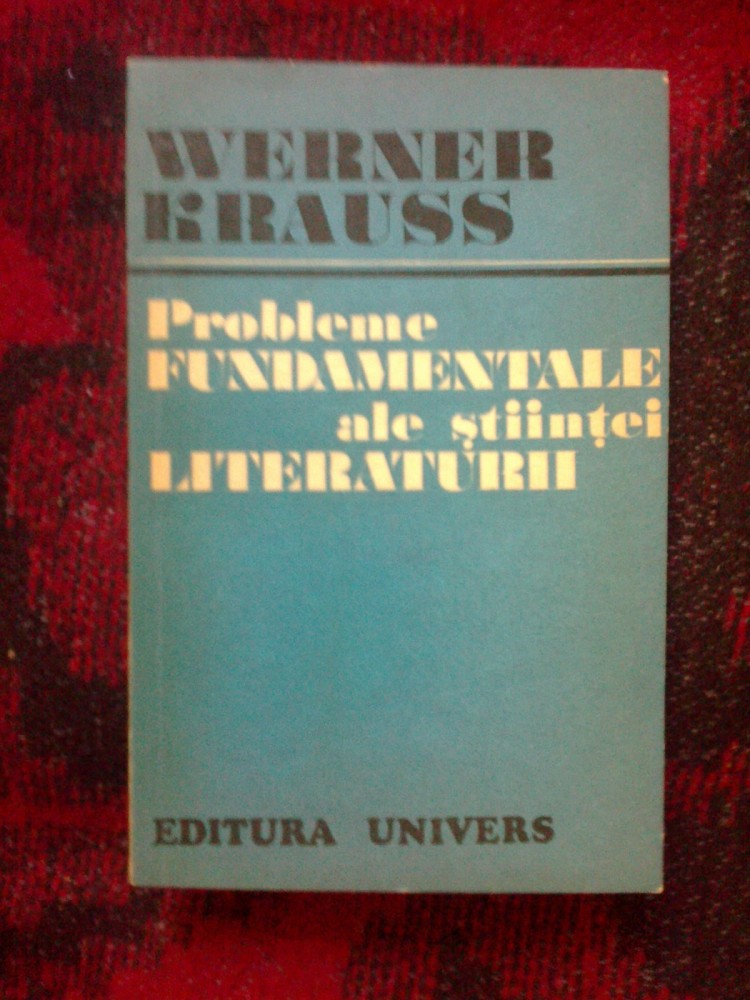 WERNER
KRAUSS
Probleme
FUNDAMENTALE
ale științei
LITERATURII
EDITURA UNIVERS